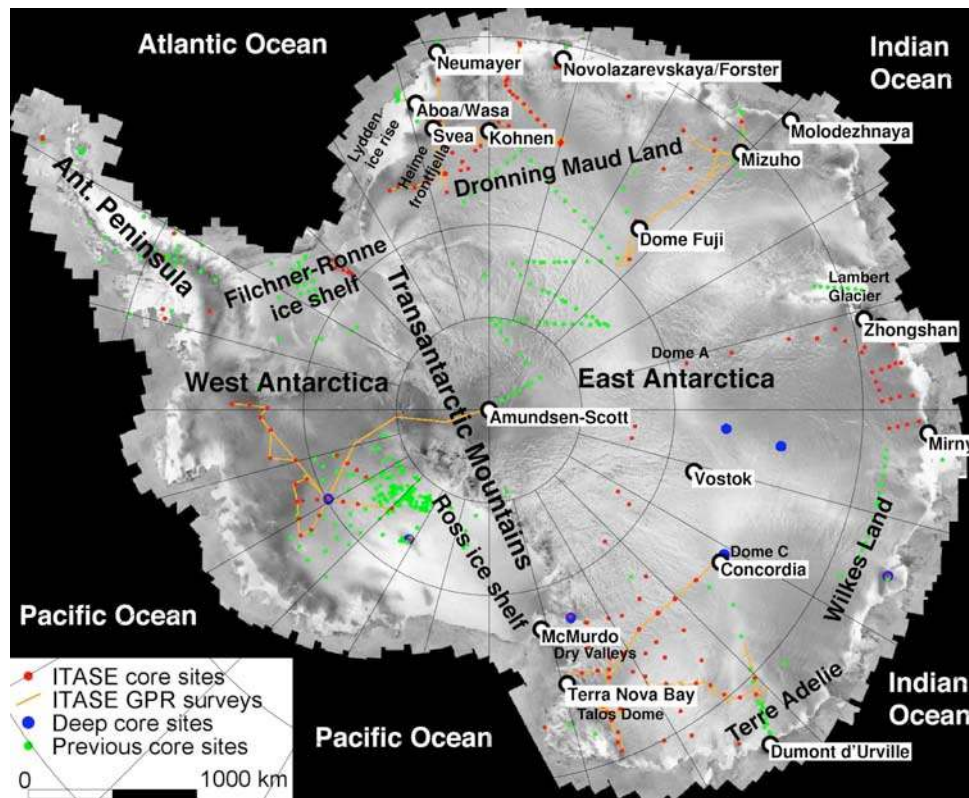 Atlantic Ocean
Indian
Ocean
Neumayer
Novolazarevskaya/Forster
Aboa/Wasa
Molodezhnaya
Svea
Kohnen
Lydden
ice rise
Heime
frontfjella
Dronning Maud Land
Mizuho
Ant. Peninsula
Dome Fuji
Filchner-Ronne
ice shelf
Lambert
Glacier
Zhongshan
Transantarctic Mountains
Dome A
West Antarctica
East Antarctica
Amundsen-Scott
Mirny
Vostok
Ross ice shelf
Dome C
Concordia
Wilkes Land
Pacific Ocean
McMurdo
Dry Valleys
Terra Nova Bay
Talos Dome
Terre Adelie
Indian
Ocean
Pacific Ocean
Dumont d'Urville
ITASE core sites
ITASE GPR surveys
Deep core sites
Previous core sites
0 1000 km